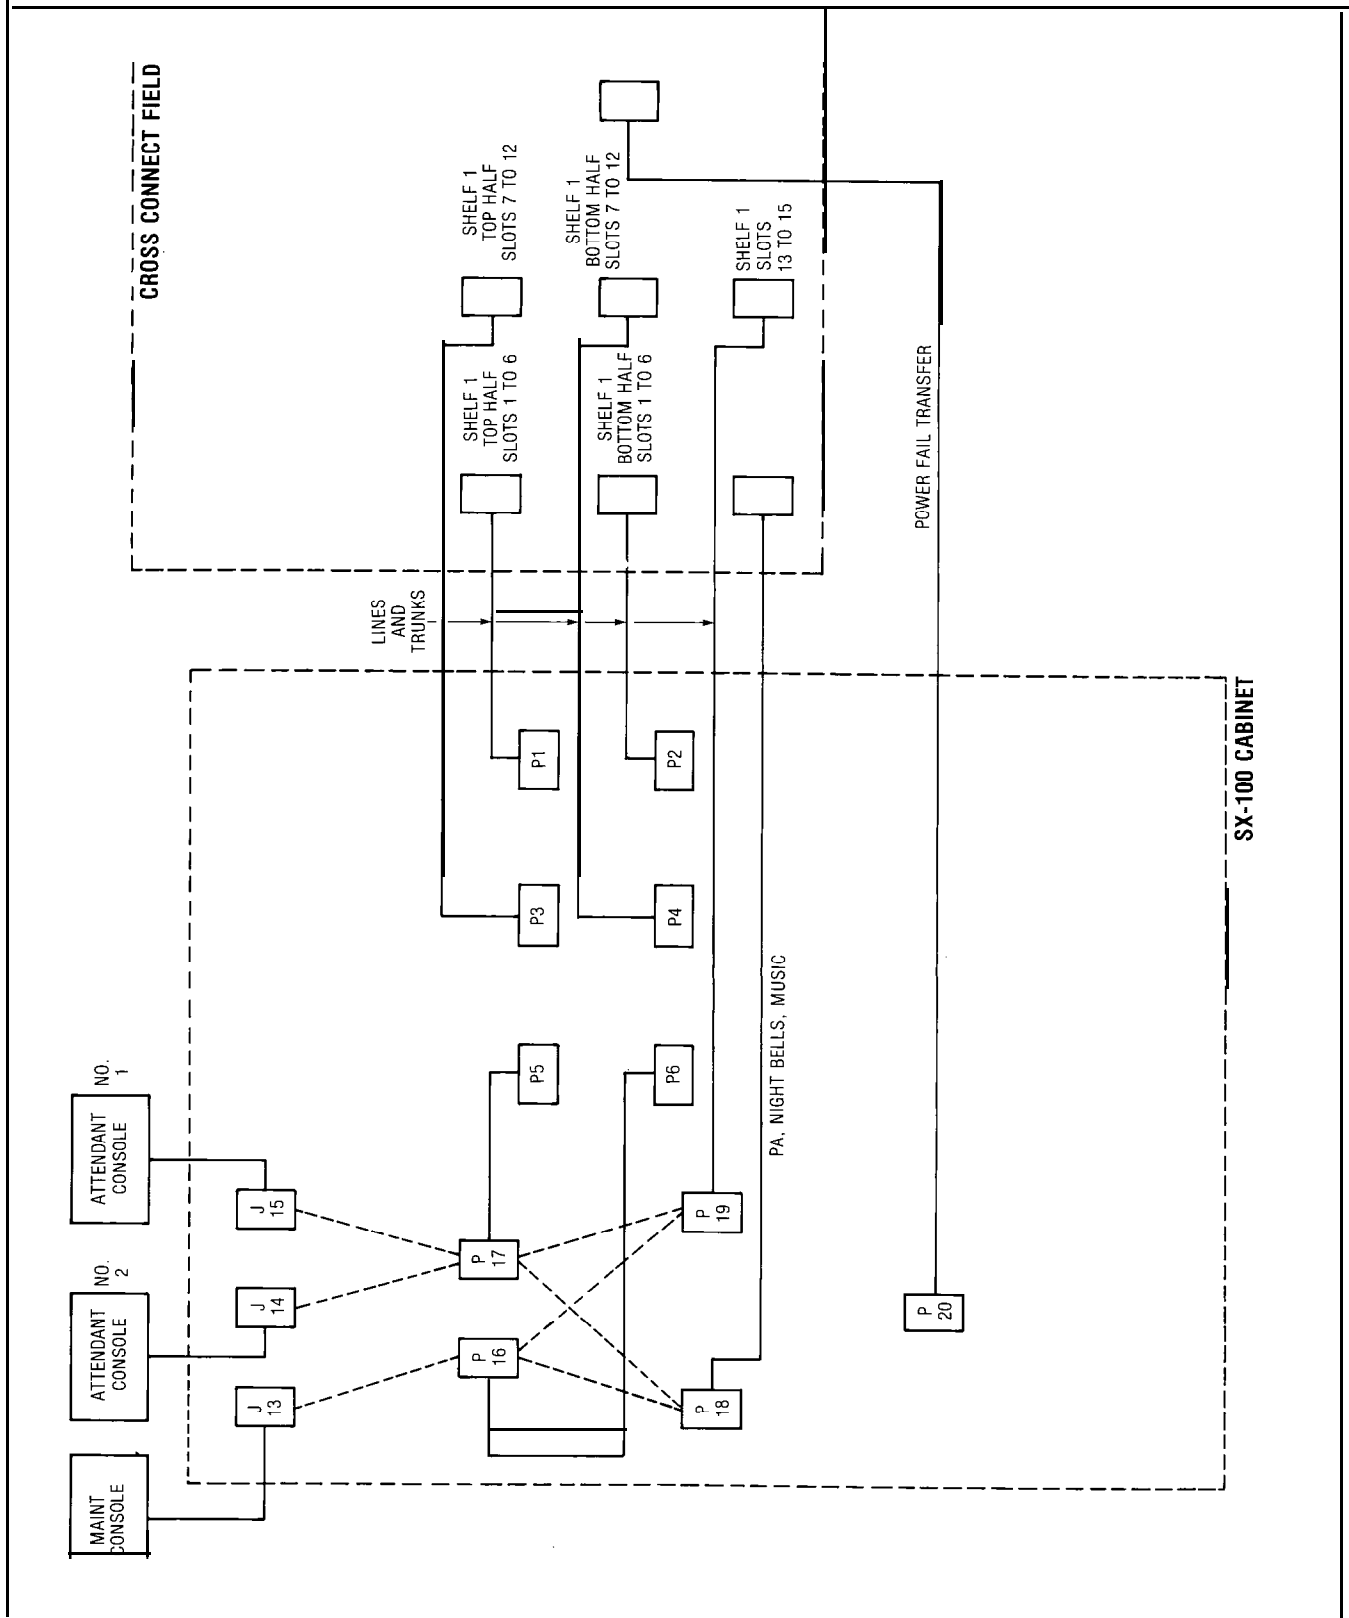 MAINT
CONSOLE
ATTENDANT
CONSOLE
NO.
2
ATTENDANT
CONSOLE
NO.
1
J
13
J
14
J
15
P
16
P
17
P
18
P
19
P
20
P5
P6
P3
P4
P1
P2
PA, NIGHT BELLS, MUSIC
POWER FAIL TRANSFER
SX-100 CABINET
LINES
AND
TRUNKS
CROSS CONNECT FIELD
SHELF 1
TOP HALF
SLOTS 1 TO 6
SHELF 1
TOP HALF
SLOTS 7 TO 12
SHELF 1
BOTTOM HALF
SLOTS 1 TO 6
SHELF 1
BOTTOM HALF
SLOTS 7 TO 12
SHELF 1
SLOTS
13 TO 15